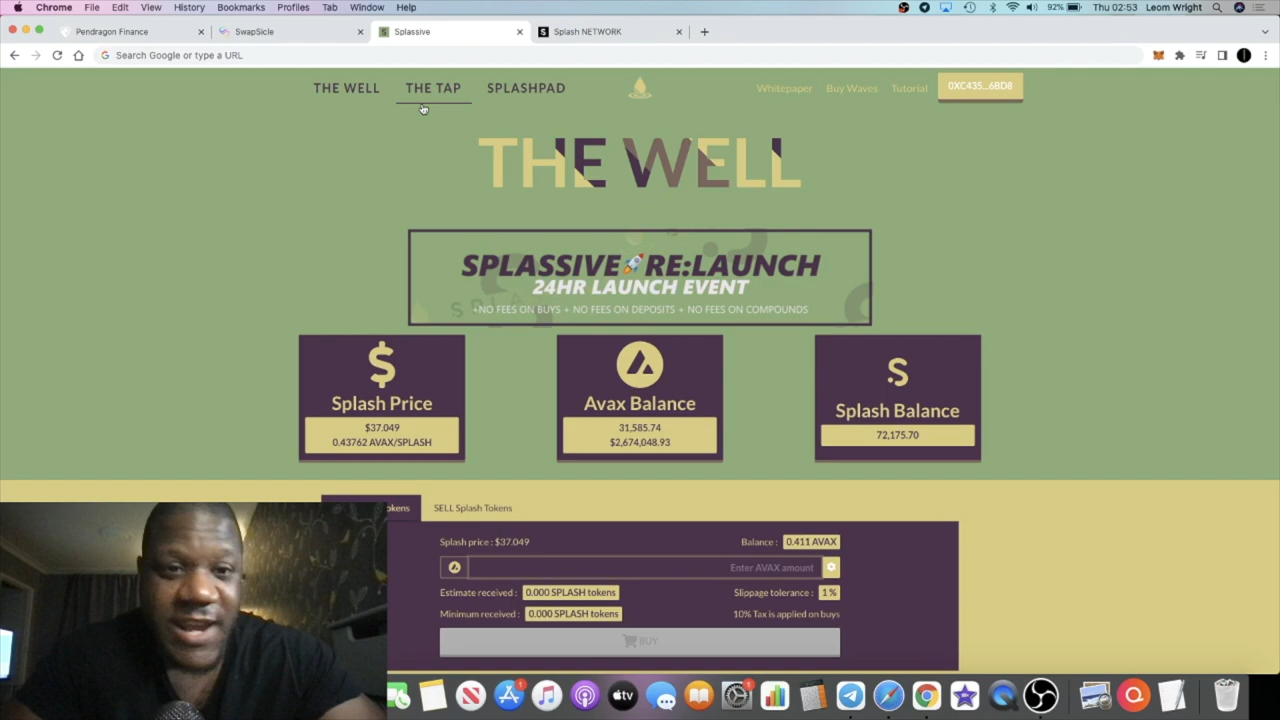 Chrome File Edit View History Bookmarks Profiles Tab Window Help 92% Thu 02:53 Leom Wright
Pendragon Finance SwapSicle Splassive Splash NETWORK
Search Google or type a URL
THE WELL THE TAP SPLASHPAD Whitepaper Buy Waves Tutorial 0XC435...6BD8
THE WELL
SPLASSIVE RE:LAUNCH
24HR LAUNCH EVENT
+NO FEES ON BUYS + NO FEES ON DEPOSITS + NO FEES ON COMPOUNDS
Splash Price
$37.049
0.43762 AVAX/SPLASH
Avax Balance
31,585.74
$2,674,048.93
Splash Balance
72,175.70
SELL Splash Tokens
Splash price : $37.049 Balance : 0.411 AVAX
Enter AVAX amount
Estimate received : 0.000 SPLASH tokens Slippage tolerance : 1 %
Minimum received : 0.000 SPLASH tokens 10% Tax is applied on buys
BUY
tv